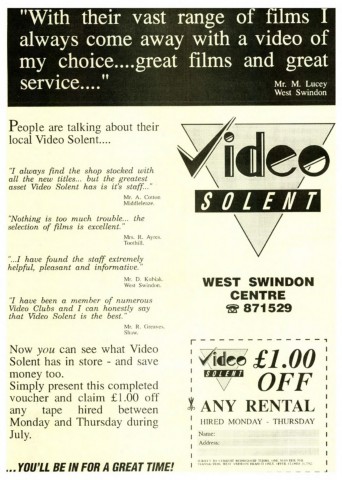 "With their vast range of films I
always come away with a video of
my choice....great films and great
service...."
Mr. M. Lucey
West Swindon
People are talking about their
local Video Solent....
"I always find the shop stocked with
all the new titles... but the greatest
asset Video Solent has is it's staff..."
Mr. A. Cotton
Middleleaze.
"Nothing is too much trouble... the
selection of films is excellent."
Mrs. R. Ayres.
Toothill.
"...I have found the staff extremely
helpful, pleasant and informative."
Mr. D.
West Swindon.
"I have been a member of numerous
Video Clubs and I can honestly say
that Video Solent is the best."
Mr. R. Greaves.
Shaw.
Now you can see what Video
Solent has in store - and save
money too.
Simply present this completed
voucher and claim £1.00 off
any tape hired between
Monday and Thursday during
July.
...YOU'LL BE IN FOR A GREAT TIME!
Video
SOLENT
WEST SWINDON
CENTRE
☎ 871529
Video
SOLENT
£1.00
OFF
ANY RENTAL
HIRED MONDAY - THURSDAY
Name:
Address: